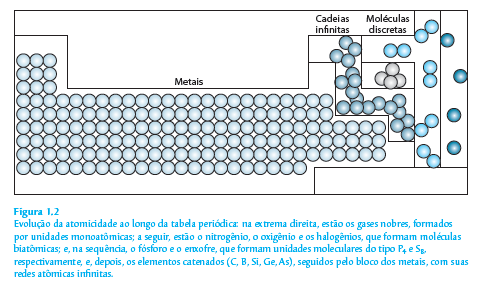 Cadeias
infinitas
Moléculas
discretas
Metais
Figura 1.2
Evolução da atomicidade ao longo da tabela periódica: na extrema direita, estão os gases nobres, formados
por unidades monoatômicas; a seguir, estão o nitrogênio, o oxigênio e os halogênios, que formam moléculas
biatômicas; e, na sequência, o fósforo e o enxofre, que formam unidades moleculares do tipo P₄ e S₈,
respectivamente, e, depois, os elementos catenados (C, B, Si, Ge, As), seguidos pelo bloco dos metais, com suas
redes atômicas infinitas.